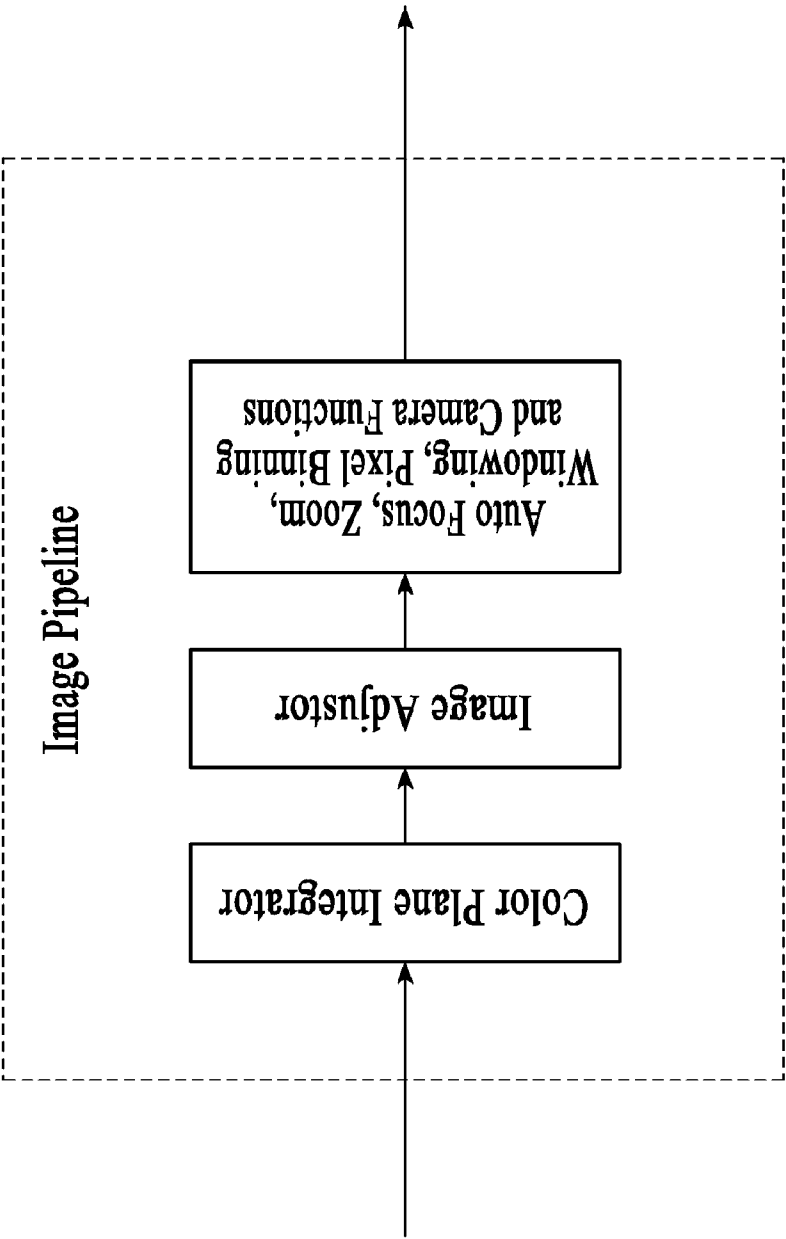 Image Pipeline
Color Plane Integrator
Image Adjustor
Auto Focus, Zoom,
Windowing, Pixel Binning
and Camera Functions